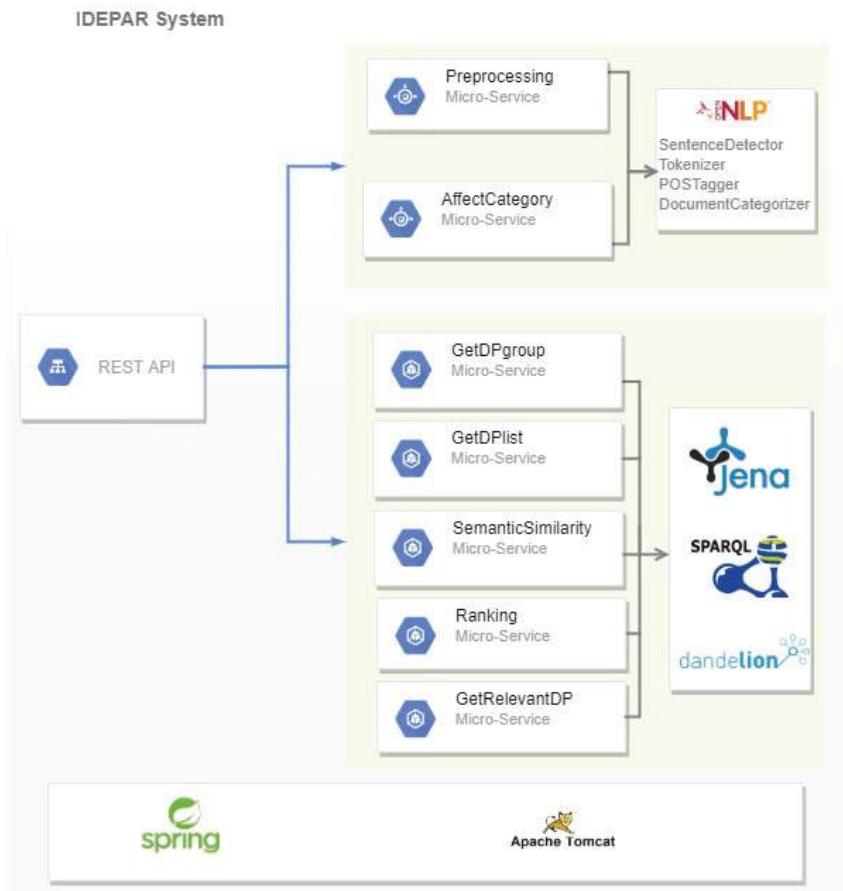 IDEPAR System
Preprocessing
Micro-Service
AffectCategory
Micro-Service
OPEN NLP
SentenceDetector
Tokenizer
POSTagger
DocumentCategorizer
REST API
GetDPgroup
Micro-Service
GetDPlist
Micro-Service
SemanticSimilarity
Micro-Service
Ranking
Micro-Service
GetRelevantDP
Micro-Service
Jena
SPARQL
dandelion
spring
Apache Tomcat